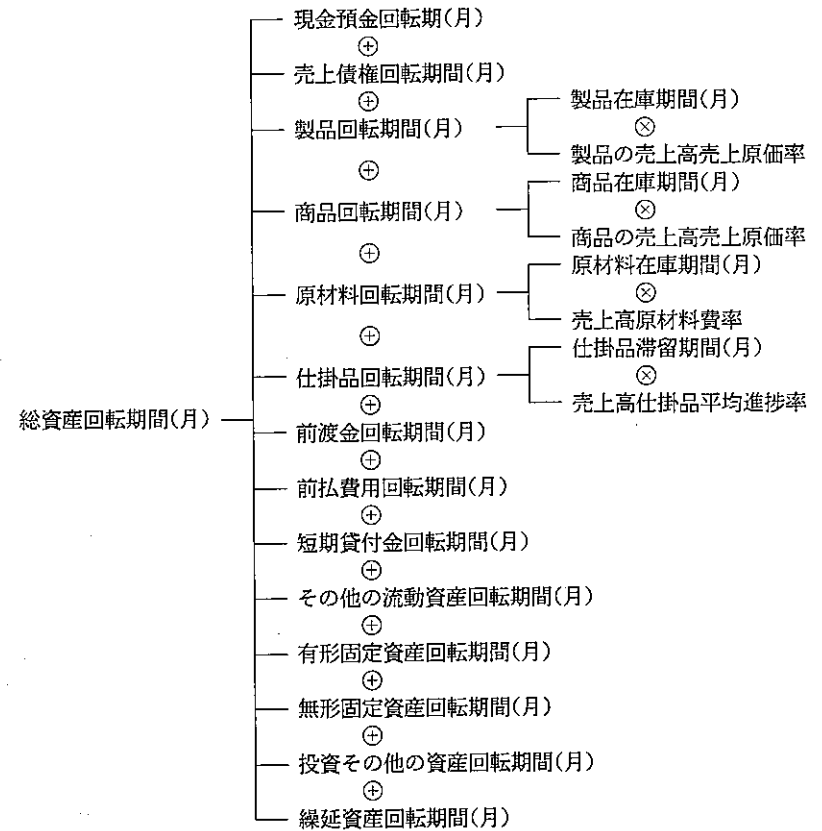 現金預金回転期(月)
⊕
売上債権回転期間(月)
⊕
製品回転期間(月)
製品在庫期間(月)
⊗
製品の売上高売上原価率
⊕
商品回転期間(月)
商品在庫期間(月)
⊗
商品の売上高売上原価率
⊕
原材料回転期間(月)
原材料在庫期間(月)
⊗
売上高原材料費率
⊕
仕掛品回転期間(月)
仕掛品滞留期間(月)
⊗
売上高仕掛品平均進捗率
⊕
総資産回転期間(月)
前渡金回転期間(月)
⊕
前払費用回転期間(月)
⊕
短期貸付金回転期間(月)
⊕
その他の流動資産回転期間(月)
⊕
有形固定資産回転期間(月)
⊕
無形固定資産回転期間(月)
⊕
投資その他の資産回転期間(月)
⊕
繰延資産回転期間(月)